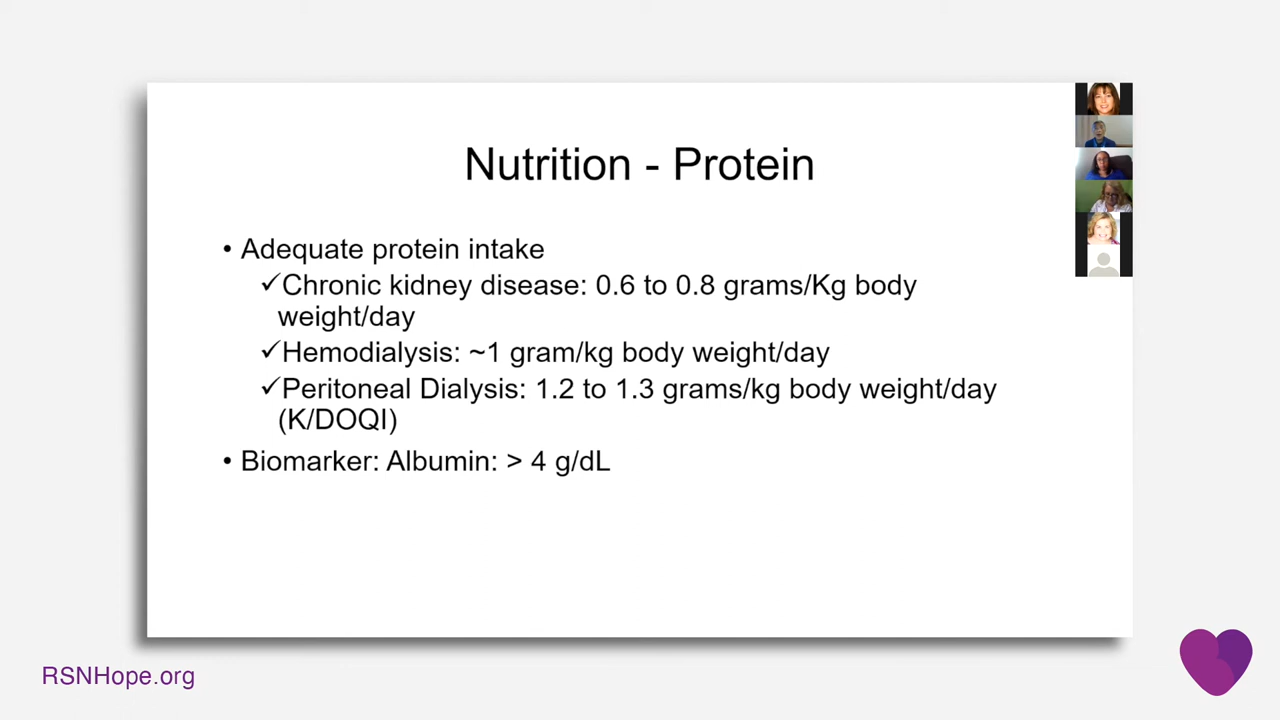 Nutrition - Protein
• Adequate protein intake
✓Chronic kidney disease: 0.6 to 0.8 grams/Kg body
weight/day
✓Hemodialysis: ~1 gram/kg body weight/day
✓Peritoneal Dialysis: 1.2 to 1.3 grams/kg body weight/day
(K/DOQI)
• Biomarker: Albumin: > 4 g/dL
RSNHope.org